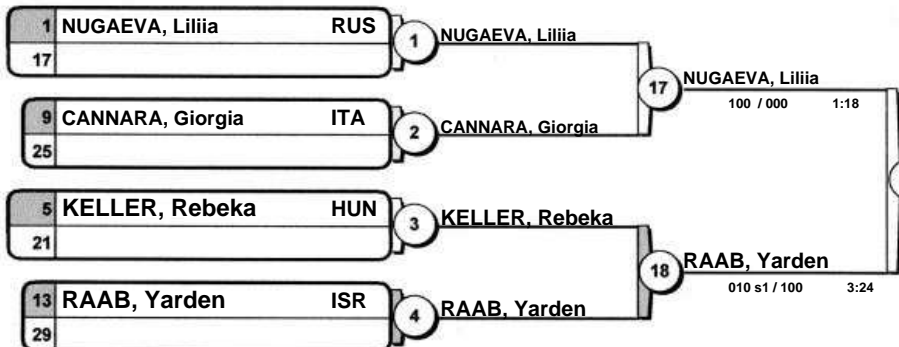 1 NUGAEVA, Liliia RUS
17
1 NUGAEVA, Liliia
17 NUGAEVA, Liliia
100 / 000 1:18
9 CANNARA, Giorgia ITA
25
2 CANNARA, Giorgia
5 KELLER, Rebeka HUN
21
3 KELLER, Rebeka
18 RAAB, Yarden
010 s1 / 100 3:24
13 RAAB, Yarden ISR
29
4 RAAB, Yarden